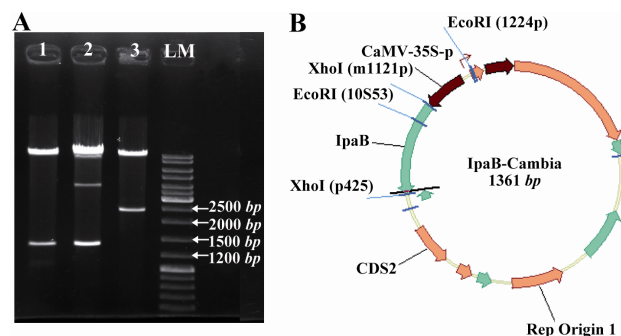 A
1 2 3 LM
2500 bp
2000 bp
1500 bp
1200 bp
B
EcoRI (1224p)
CaMV-35S-p
XhoI (m1121p)
EcoRI (10S53)
IpaB
XhoI (p425)
IpaB-Cambia
1361 bp
CDS2
Rep Origin 1